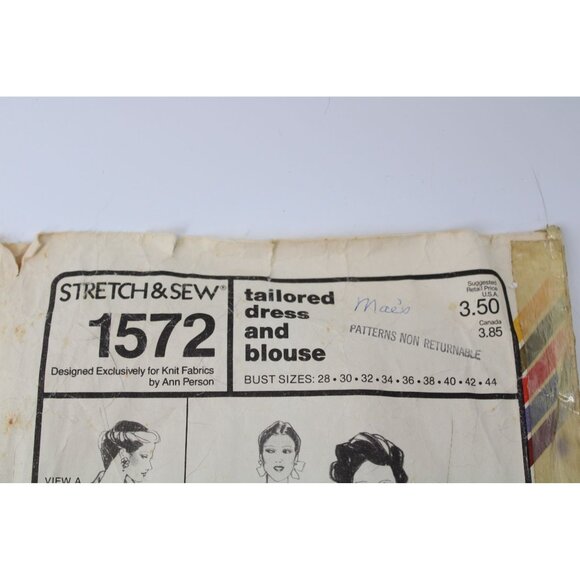 STRETCH & SEW®
1572
Designed Exclusively for Knit Fabrics
by Ann Person
tailored
dress
and
blouse
BUST SIZES: 28 • 30 • 32 • 34 • 36 • 38 • 40 • 42 • 44
Mae's
PATTERNS NON RETURNABLE
Suggested
Retail Price
U.S.A.
3.50
Canada
3.85
VIEW A